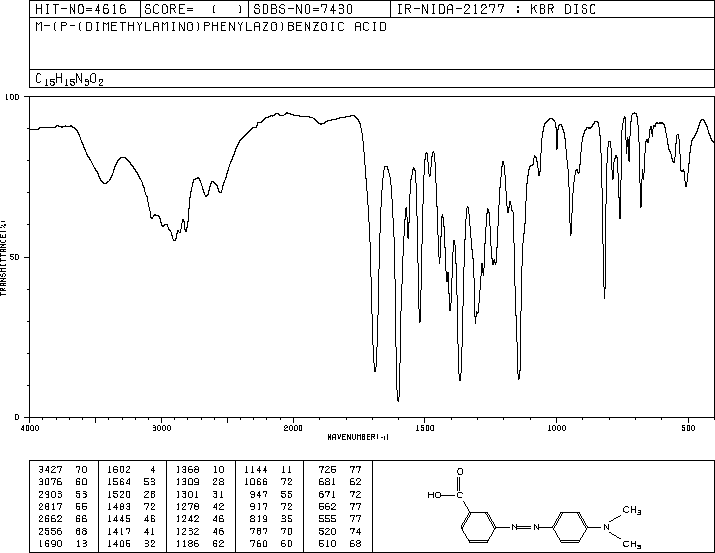 HIT-NO=4616 SCORE= ( ) SDBS-NO=7430 IR-NIDA-21277 : KBR DISC
M-(P-(DIMETHYLAMINO)PHENYLAZO)BENZOIC ACID
C15H15N3O2
100
50
0
TRANSMITTANCE(%)
4000 3000 2000 1500 1000 500
WAVENUMBER(-1)
3427 70 1602 4 1368 10 1144 11 726 77
3076 60 1564 53 1309 28 1066 72 681 62
2903 53 1520 28 1301 31 947 55 671 72
2817 55 1483 72 1278 42 917 72 662 77
2662 66 1445 46 1242 46 819 35 555 77
2556 68 1417 41 1232 46 787 70 520 74
1690 13 1406 32 1186 62 760 60 510 68
O
HO
N=N
N
CH3
CH3